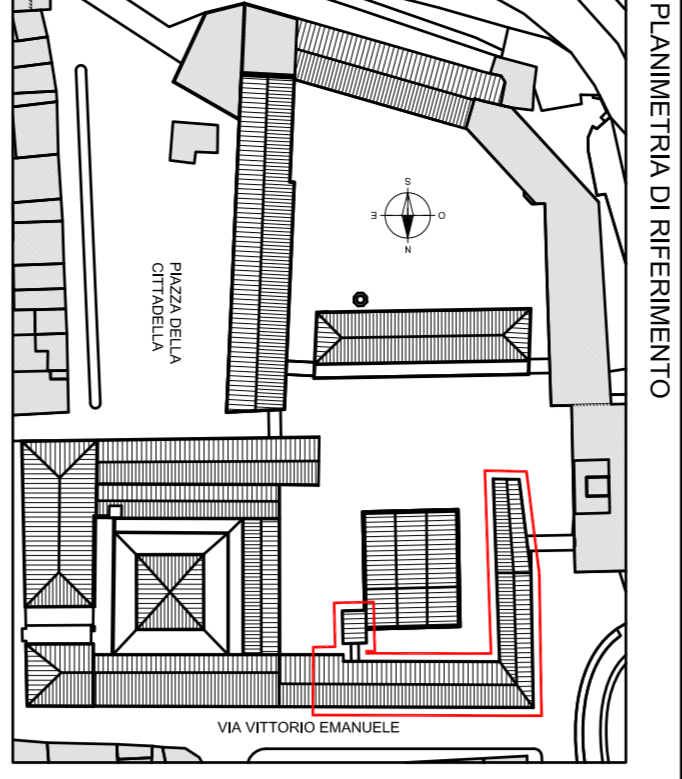 PLANIMETRIA DI RIFERIMENTO
S
E
O
N
PIAZZA DELLA
CITTADELLA
VIA VITTORIO EMANUELE